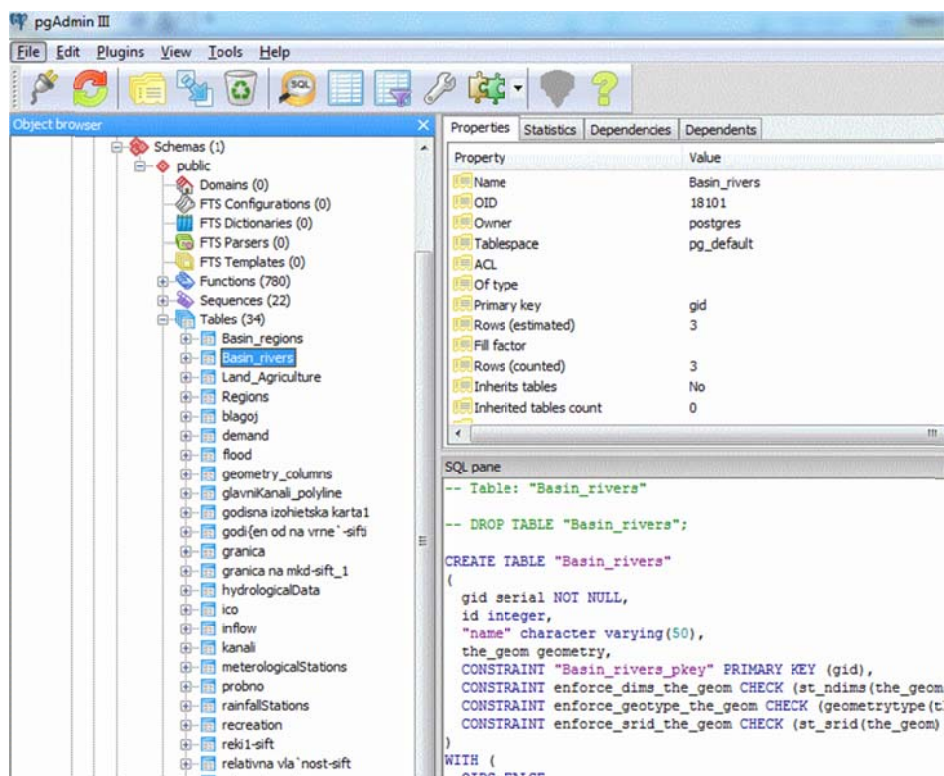 pgAdmin III
File Edit Plugins View Tools Help
SQL
Object browser
Schemas (1)
public
Domains (0)
FTS Configurations (0)
FTS Dictionaries (0)
FTS Parsers (0)
FTS Templates (0)
Functions (780)
Sequences (22)
Tables (34)
Basin_regions
Basin_rivers
Land_Agriculture
Regions
blagoj
demand
flood
geometry_columns
glavniKanali_polyline
godisna izohietska karta1
godi{en od na vrne`-sifti
granica
granica na mkd-sift_1
hydrologicalData
ico
inflow
kanali
meterologicalStations
probno
rainfallStations
recreation
reki1-sift
relativna vla`nost-sift
Properties Statistics Dependencies Dependents
Property Value
Name Basin_rivers
OID 18101
Owner postgres
Tablespace pg_default
ACL
Of type
Primary key gid
Rows (estimated) 3
Fill factor
Rows (counted) 3
Inherits tables No
Inherited tables count 0
SQL pane
-- Table: "Basin_rivers"
-- DROP TABLE "Basin_rivers";
CREATE TABLE "Basin_rivers"
(
gid serial NOT NULL,
id integer,
"name" character varying(50),
the_geom geometry,
CONSTRAINT "Basin_rivers_pkey" PRIMARY KEY (gid),
CONSTRAINT enforce_dims_the_geom CHECK (st_ndims(the_geom
CONSTRAINT enforce_geotype_the_geom CHECK (geometrytype(t
CONSTRAINT enforce_srid_the_geom CHECK (st_srid(the_geom)
)
WITH (
OIDS FALSE